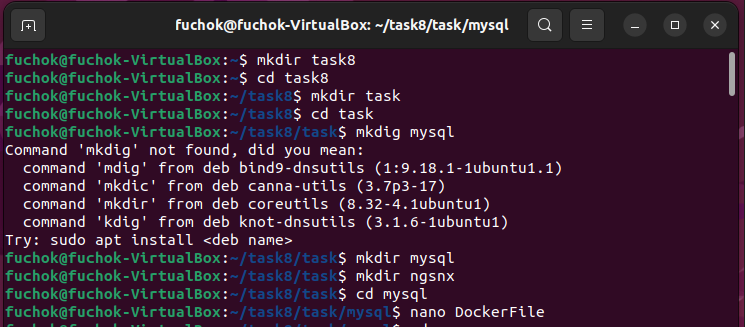 fuchok@fuchok-VirtualBox: ~/task8/task/mysql
fuchok@fuchok-VirtualBox:~$ mkdir task8
fuchok@fuchok-VirtualBox:~$ cd task8
fuchok@fuchok-VirtualBox:~/task8$ mkdir task
fuchok@fuchok-VirtualBox:~/task8$ cd task
fuchok@fuchok-VirtualBox:~/task8/task$ mkdig mysql
Command 'mkdig' not found, did you mean:
  command 'mdig' from deb bind9-dnsutils (1:9.18.1-1ubuntu1.1)
  command 'mkdic' from deb canna-utils (3.7p3-17)
  command 'mkdir' from deb coreutils (8.32-4.1ubuntu1)
  command 'kdig' from deb knot-dnsutils (3.1.6-1ubuntu1)
Try: sudo apt install <deb name>
fuchok@fuchok-VirtualBox:~/task8/task$ mkdir mysql
fuchok@fuchok-VirtualBox:~/task8/task$ mkdir ngsnx
fuchok@fuchok-VirtualBox:~/task8/task$ cd mysql
fuchok@fuchok-VirtualBox:~/task8/task/mysql$ nano DockerFile